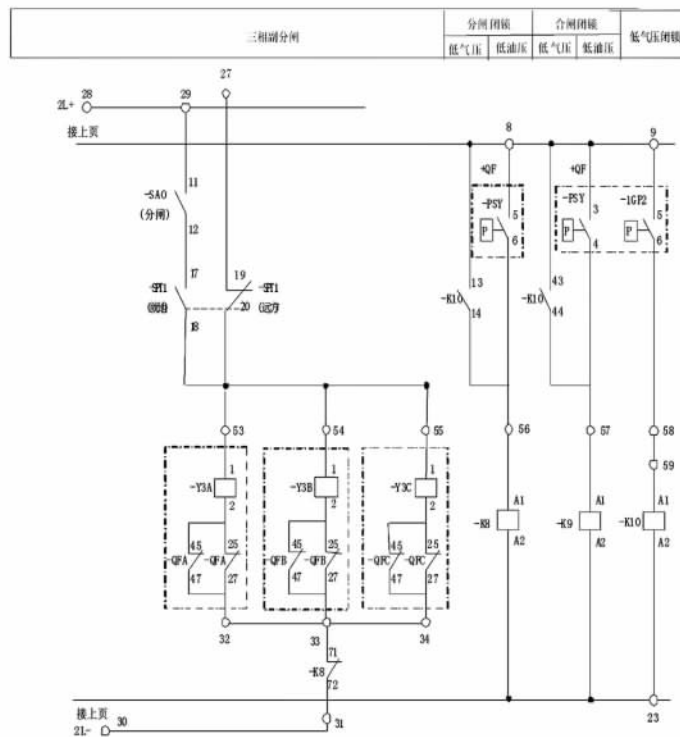 三相副分闸 分闸闭锁 合闸闭锁 低气压闭锁
低气压 低油压 低气压 低油压
27
28 29
2L+
接上页 8 9
+QF +QF
11
-SA0 -PSY -PSY -1GP2
(分闸) 5 3 5
P P P
12 6 4 6
17 19 13 43
-SPT1 -SPT1 -K10 -K10
20 (远方) 14 44
18
53 54 55 56 57 58
59
1 1 1
-Y3A -Y3B -Y3C A1 A1 A1
2 2 2 -K8 -K9 -K10
A2 A2 A2
45 25 45 25 45 25
-QFA -QFA -QFB -QFB -QFC -QFC
47 27 47 27 47 27
32 33 34
71
-K8
72
接上页 31 23
2L- 30